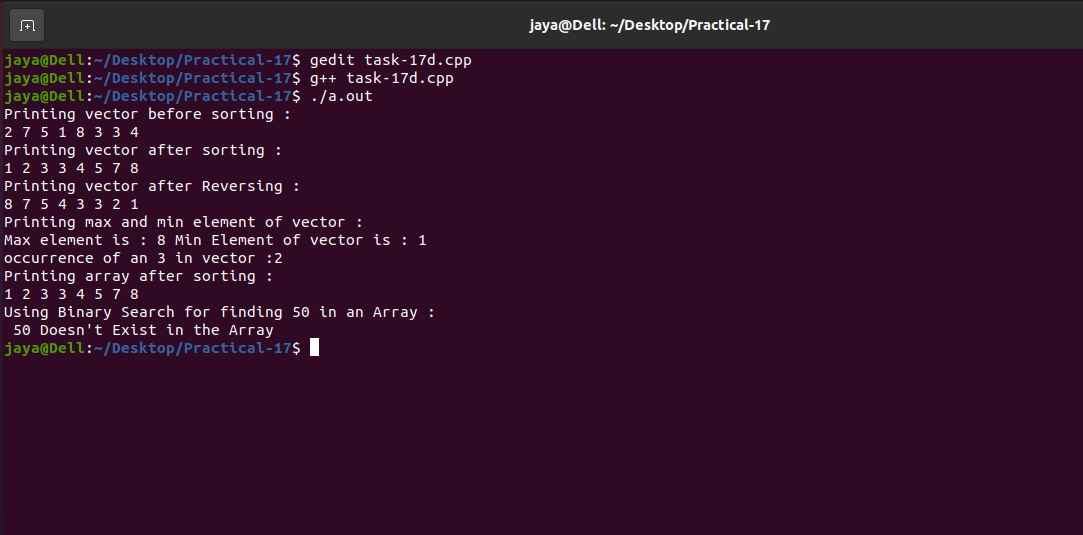 jaya@Dell: ~/Desktop/Practical-17
jaya@Dell:~/Desktop/Practical-17$ gedit task-17d.cpp
jaya@Dell:~/Desktop/Practical-17$ g++ task-17d.cpp
jaya@Dell:~/Desktop/Practical-17$ ./a.out
Printing vector before sorting :
2 7 5 1 8 3 3 4
Printing vector after sorting :
1 2 3 3 4 5 7 8
Printing vector after Reversing :
8 7 5 4 3 3 2 1
Printing max and min element of vector :
Max element is : 8 Min Element of vector is : 1
occurrence of an 3 in vector :2
Printing array after sorting :
1 2 3 3 4 5 7 8
Using Binary Search for finding 50 in an Array :
 50 Doesn't Exist in the Array
jaya@Dell:~/Desktop/Practical-17$